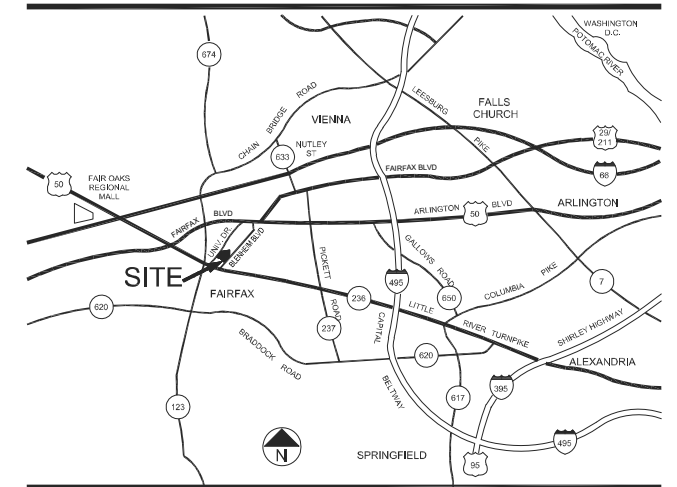 WASHINGTON
D.C.
POTOMAC RIVER
674
LEESBURG
PIKE
FALLS
CHURCH
CHAIN BRIDGE ROAD
VIENNA
29/
211
NUTLEY
ST
633
66
FAIRFAX BLVD
50
FAIR OAKS
REGIONAL
MALL
ARLINGTON BLVD
50
ARLINGTON
FAIRFAX BLVD
UNIV. DR.
BLENHEIM BLVD
SITE
PICKETT
ROAD
GALLOWS ROAD
COLUMBIA PIKE
495
7
FAIRFAX
236
650
LITTLE
RIVER TURNPIKE
620
237
CAPITAL
BELTWAY
SHIRLEY HIGHWAY
BRADDOCK
ROAD
620
ALEXANDRIA
395
617
123
495
N
SPRINGFIELD
95